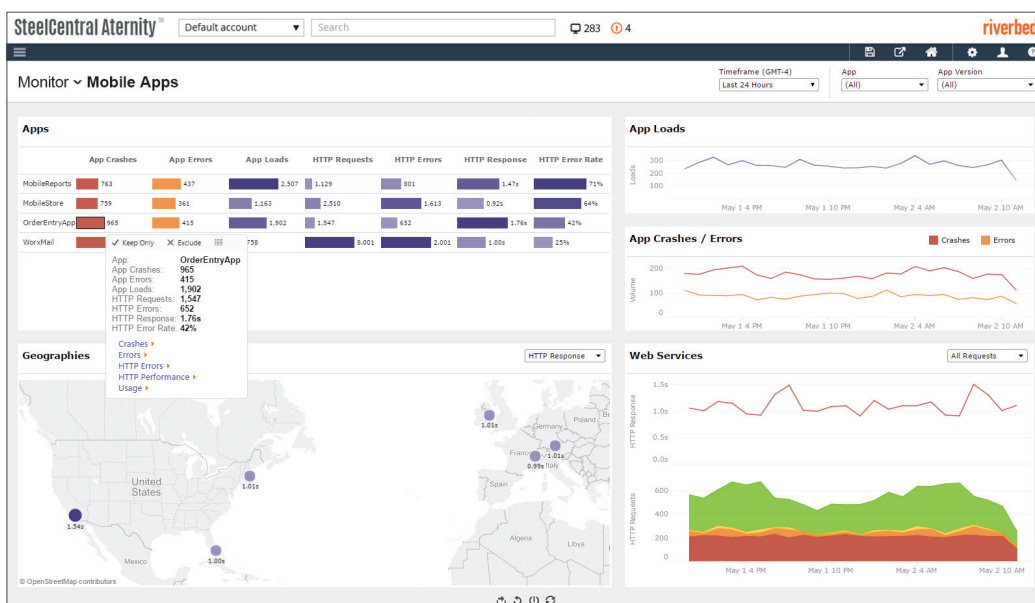 SteelCentral Aternity™ Default account Search 283 4 riverbed
Monitor Mobile Apps
Timeframe (GMT-4) App App Version
Last 24 Hours (All) (All)
Apps
App Crashes App Errors App Loads HTTP Requests HTTP Errors HTTP Response HTTP Error Rate
MobileReports 763 437 2,507 1,129 801 1.47s 71%
MobileStore 759 361 1,163 2,510 1,613 0.92s 64%
OrderEntryApp 965 415 1,902 1,547 652 1.76s 42%
WorxMail 758 8,001 2,001 1.00s 25%
Keep Only Exclude
App: OrderEntryApp
App Crashes: 965
App Errors: 415
App Loads: 1,902
HTTP Requests: 1,547
HTTP Errors: 652
HTTP Response: 1.76s
HTTP Error Rate: 42%
Crashes
Errors
HTTP Errors
HTTP Performance
Usage
App Loads
Loads
300
200
100
May 1 4 PM May 1 10 PM May 2 4 AM May 2 10 AM
App Crashes / Errors Crashes Errors
Volume
200
100
0
May 1 4 PM May 1 10 PM May 2 4 AM May 2 10 AM
Geographies HTTP Response
United
States
Mexico
Germany
Poland
France
Italy
Spain
Algeria
Libya
1.34s
1.01s
1.00s
1.01s
1.01s
0.99s
© OpenStreetMap contributors
Web Services All Requests
HTTP Response
1.5s
1.0s
0.5s
0.0s
HTTP Requests
600
400
200
0
May 1 4 PM May 1 10 PM May 2 4 AM May 2 10 AM